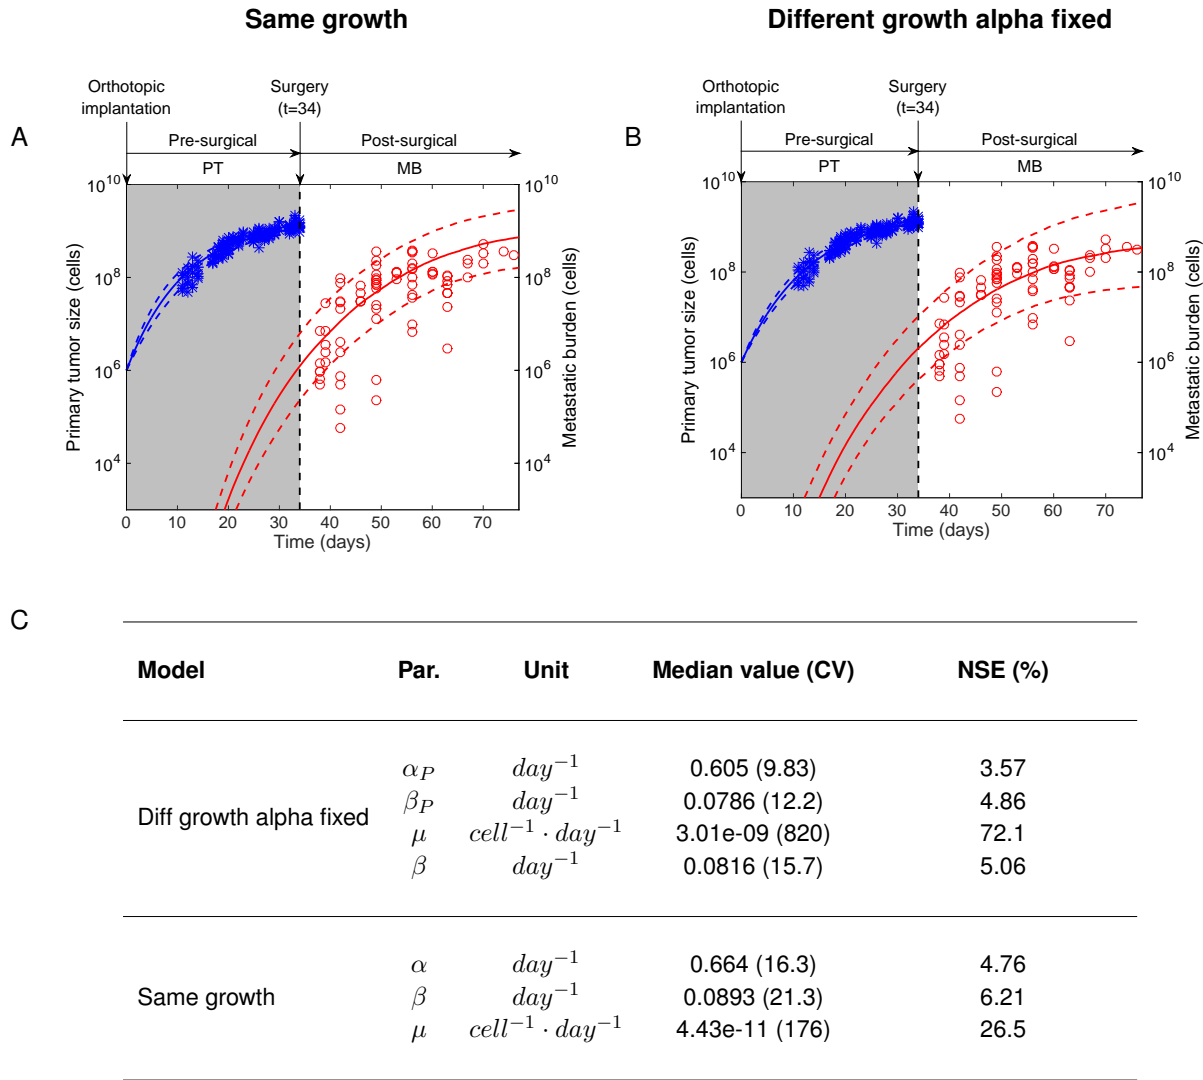 Same growth
Different growth alpha fixed
A
Orthotopic
implantation
Surgery
(t=34)
Pre-surgical
Post-surgical
PT
MB
Primary tumor size (cells)
10^10
10^8
10^6
10^4
0 10 20 30 40 50 60 70
Time (days)
10^10
10^8
10^6
10^4
Metastatic burden (cells)
B
Orthotopic
implantation
Surgery
(t=34)
Pre-surgical
Post-surgical
PT
MB
Primary tumor size (cells)
10^10
10^8
10^6
10^4
0 10 20 30 40 50 60 70
Time (days)
10^10
10^8
10^6
10^4
Metastatic burden (cells)
C
Model Par. Unit Median value (CV) NSE (%)
Diff growth alpha fixed
α_P day^−1 0.605 (9.83) 3.57
β_P day^−1 0.0786 (12.2) 4.86
μ cell^−1 · day^−1 3.01e-09 (820) 72.1
β day^−1 0.0816 (15.7) 5.06
Same growth
α day^−1 0.664 (16.3) 4.76
β day^−1 0.0893 (21.3) 6.21
μ cell^−1 · day^−1 4.43e-11 (176) 26.5